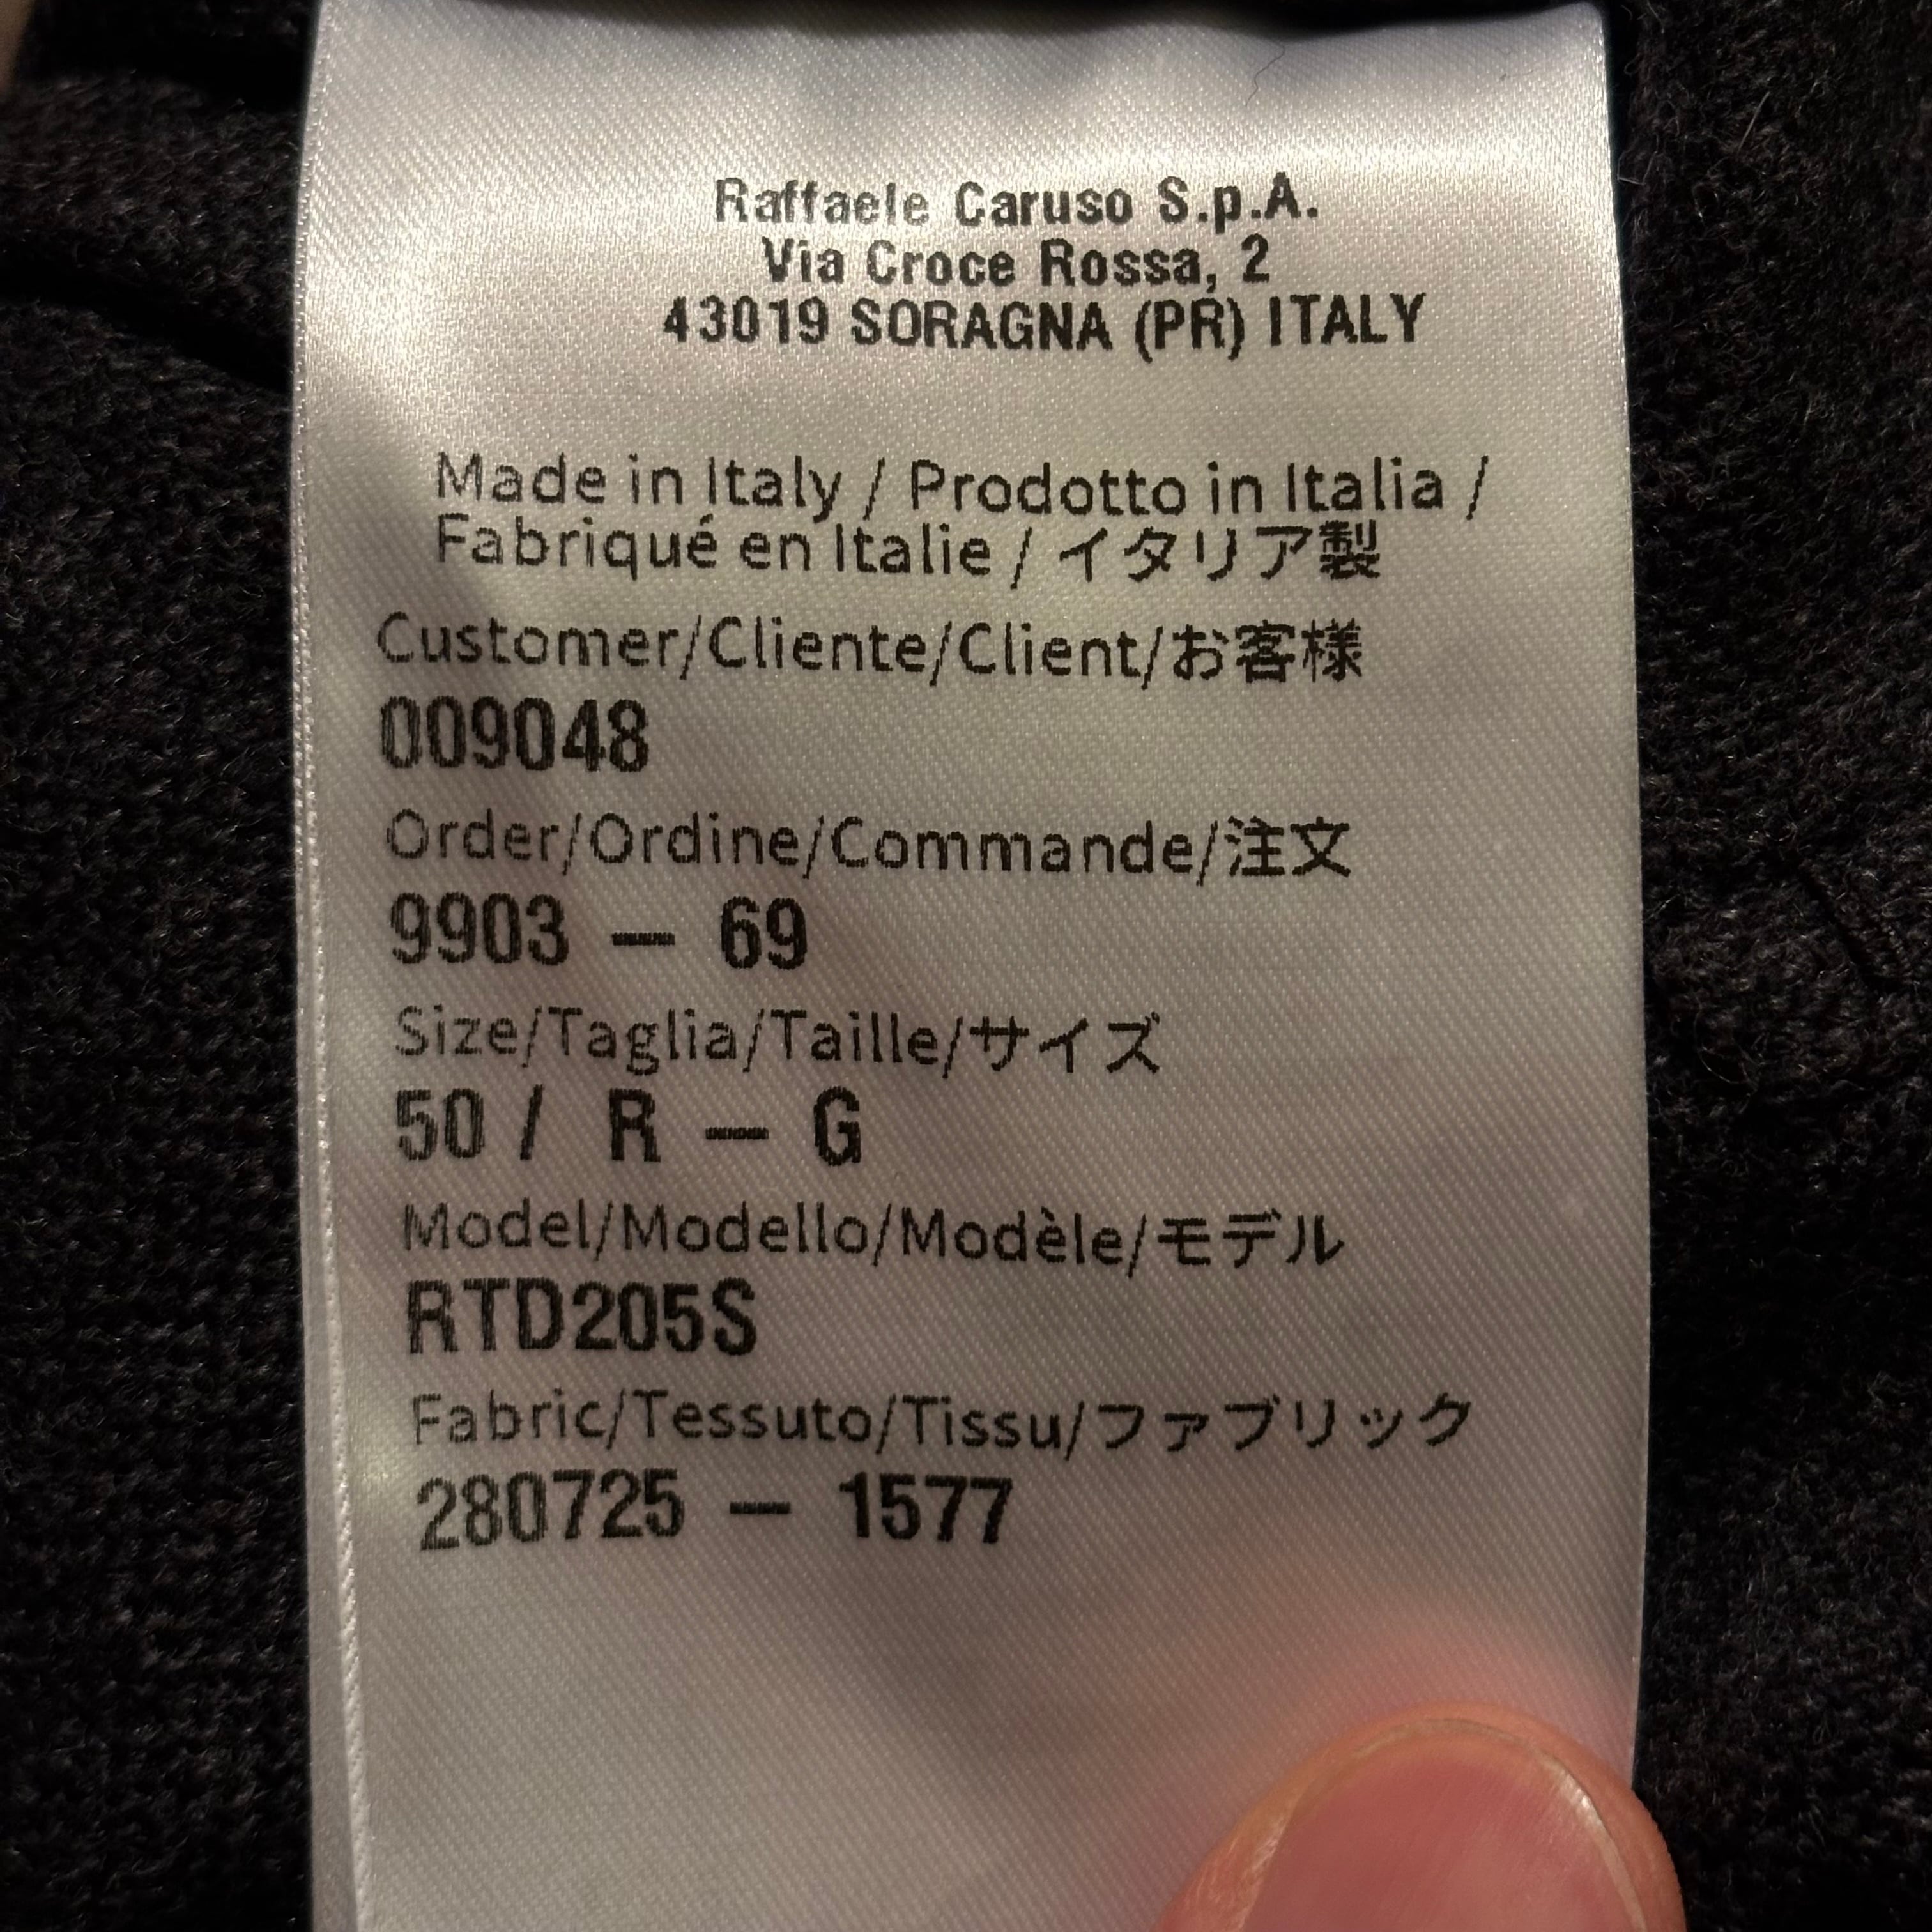 Raffaele Caruso S.p.A.
Via Croce Rossa, 2
43019 SORAGNA (PR) ITALY
Made in Italy / Prodotto in Italia /
Fabriqué en Italie / イタリア製
Customer/Cliente/Client/お客様
009048
Order/Ordine/Commande/注文
9903 – 69
Size/Taglia/Taille/サイズ
50 / R – G
Model/Modello/Modèle/モデル
RTD205S
Fabric/Tessuto/Tissu/ファブリック
280725 – 1577